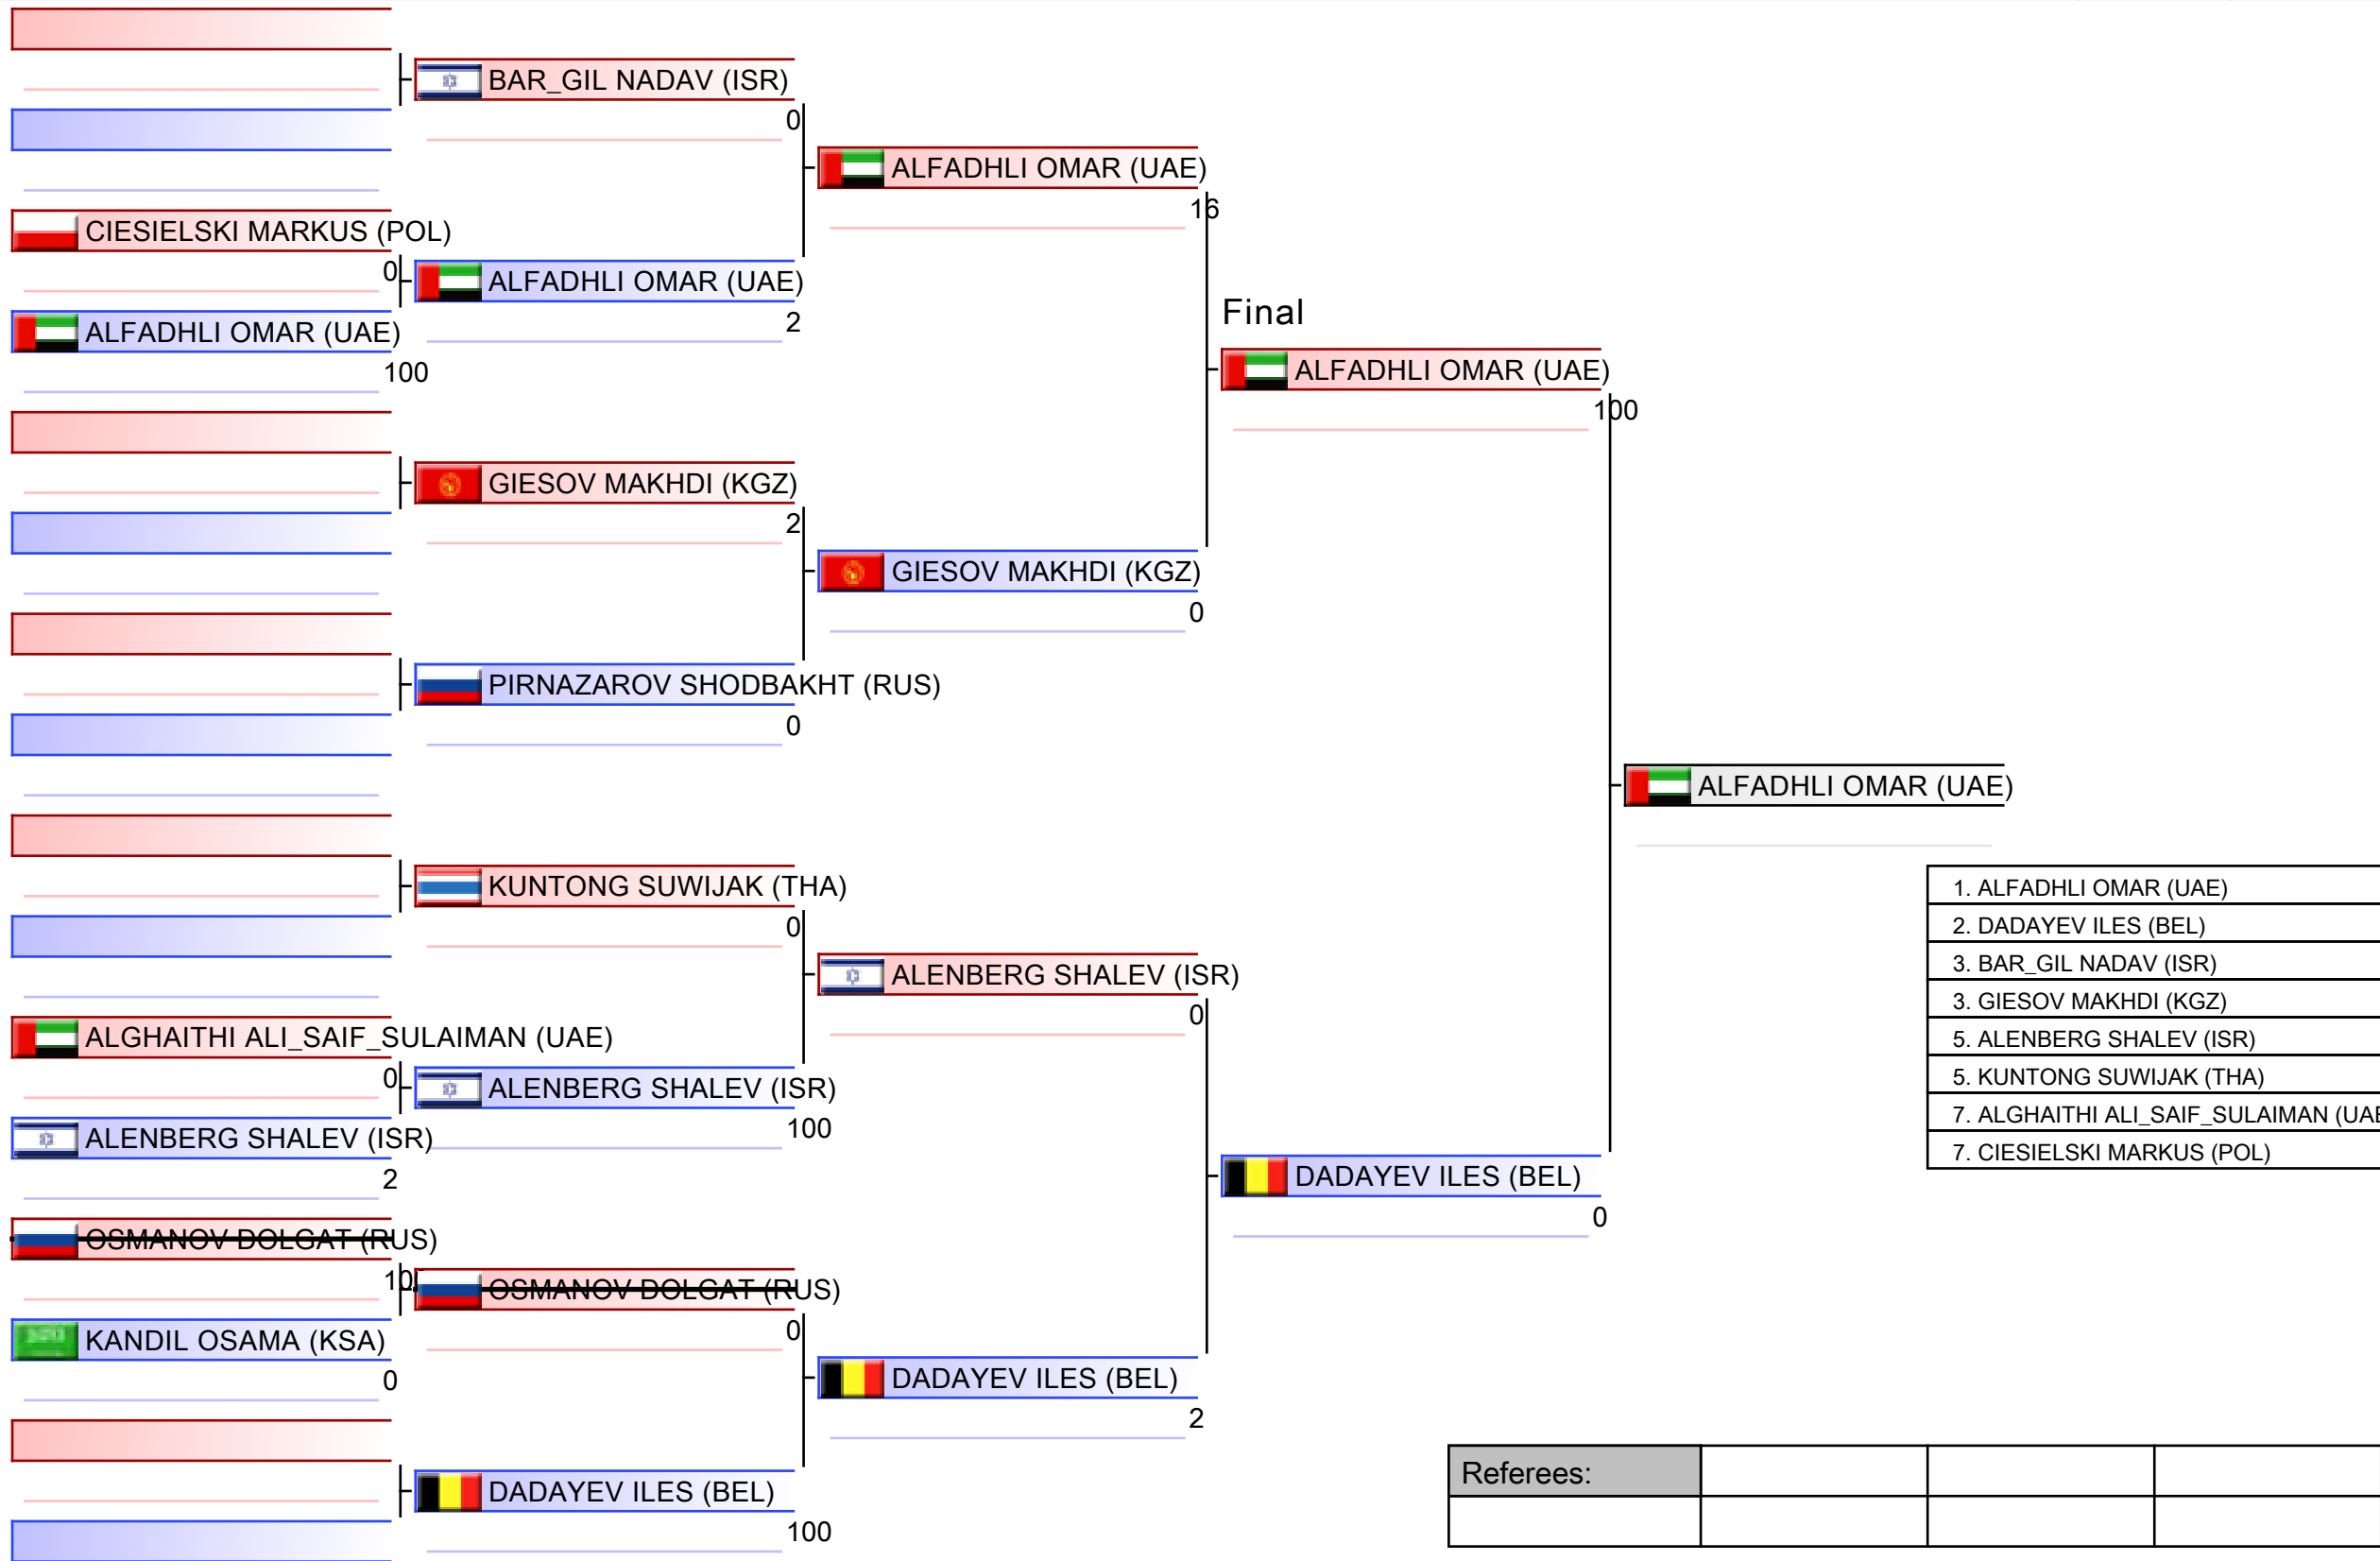 BAR_GIL NADAV (ISR)
0
ALFADHLI OMAR (UAE)
16
CIESIELSKI MARKUS (POL)
0
ALFADHLI OMAR (UAE)
2
ALFADHLI OMAR (UAE)
100
Final
ALFADHLI OMAR (UAE)
100
GIESOV MAKHDI (KGZ)
2
GIESOV MAKHDI (KGZ)
0
PIRNAZAROV SHODBAKHT (RUS)
0
ALFADHLI OMAR (UAE)
KUNTONG SUWIJAK (THA)
0
ALENBERG SHALEV (ISR)
0
ALGHAITHI ALI_SAIF_SULAIMAN (UAE)
0
ALENBERG SHALEV (ISR)
100
ALENBERG SHALEV (ISR)
2
DADAYEV ILES (BEL)
0
OSMANOV DOLGAT (RUS)
100
OSMANOV DOLGAT (RUS)
0
KANDIL OSAMA (KSA)
0
DADAYEV ILES (BEL)
2
DADAYEV ILES (BEL)
100
1. ALFADHLI OMAR (UAE)
2. DADAYEV ILES (BEL)
3. BAR_GIL NADAV (ISR)
3. GIESOV MAKHDI (KGZ)
5. ALENBERG SHALEV (ISR)
5. KUNTONG SUWIJAK (THA)
7. ALGHAITHI ALI_SAIF_SULAIMAN (UAE
7. CIESIELSKI MARKUS (POL)
Referees: